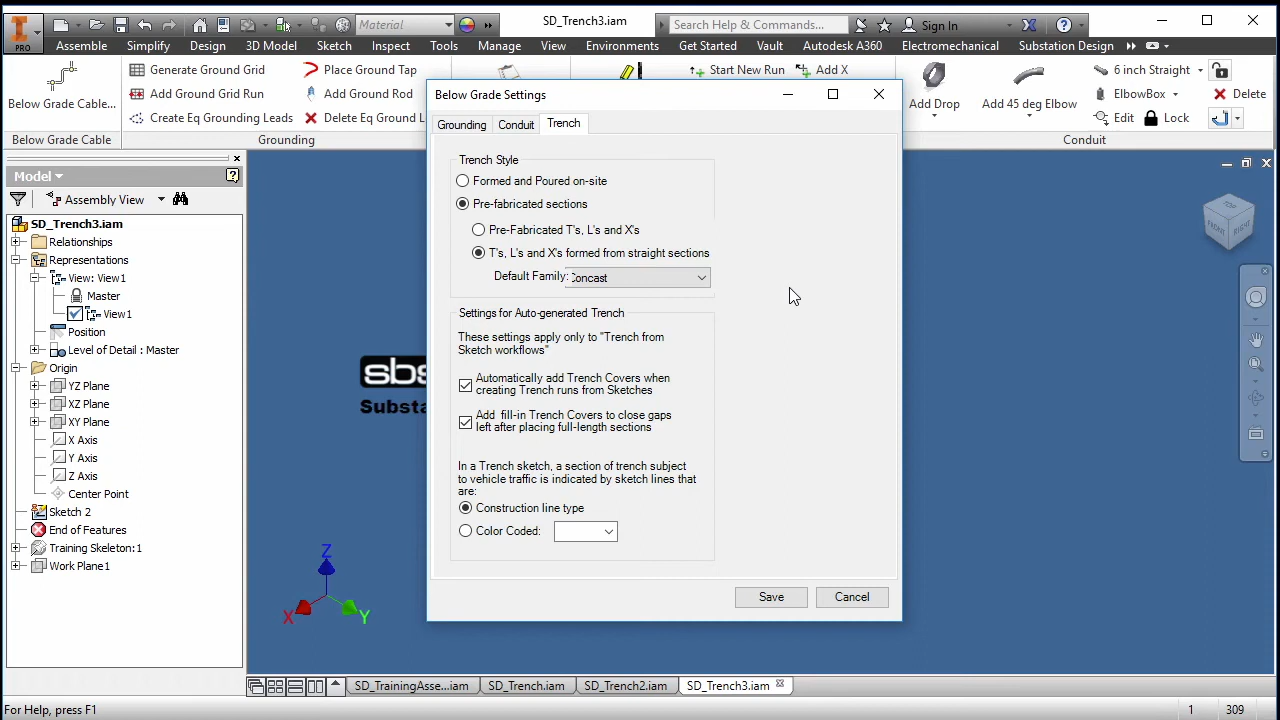 PRO
Material
SD_Trench3.iam
Search Help & Commands...
Sign In
Assemble
Simplify
Design
3D Model
Sketch
Inspect
Tools
Manage
View
Environments
Get Started
Vault
Autodesk A360
Electromechanical
Substation Design
Below Grade Cable...
Generate Ground Grid
Add Ground Grid Run
Create Eq Grounding Leads
Place Ground Tap
Add Ground Rod
Delete Eq Ground L
Start New Run
Add X
Add Drop
Add 45 deg Elbow
6 inch Straight
ElbowBox
Edit
Lock
Delete
Below Grade Cable
Grounding
Conduit
Below Grade Settings
Grounding
Conduit
Trench
Trench Style
Formed and Poured on-site
Pre-fabricated sections
Pre-Fabricated T's, L's and X's
T's, L's and X's formed from straight sections
Default Family:
Concast
Settings for Auto-generated Trench
These settings apply only to "Trench from
Sketch workflows"
Automatically add Trench Covers when
creating Trench runs from Sketches
Add fill-in Trench Covers to close gaps
left after placing full-length sections
In a Trench sketch, a section of trench subject
to vehicle traffic is indicated by sketch lines that
are:
Construction line type
Color Coded:
Save
Cancel
Model
Assembly View
SD_Trench3.iam
Relationships
Representations
View: View1
Master
View1
Position
Level of Detail : Master
Origin
YZ Plane
XZ Plane
XY Plane
X Axis
Y Axis
Z Axis
Center Point
Sketch 2
End of Features
Training Skeleton:1
Work Plane1
sbs
Substa
FRONT
RIGHT
Z
X
Y
SD_TrainingAsse...iam
SD_Trench.iam
SD_Trench2.iam
SD_Trench3.iam
For Help, press F1
1
309